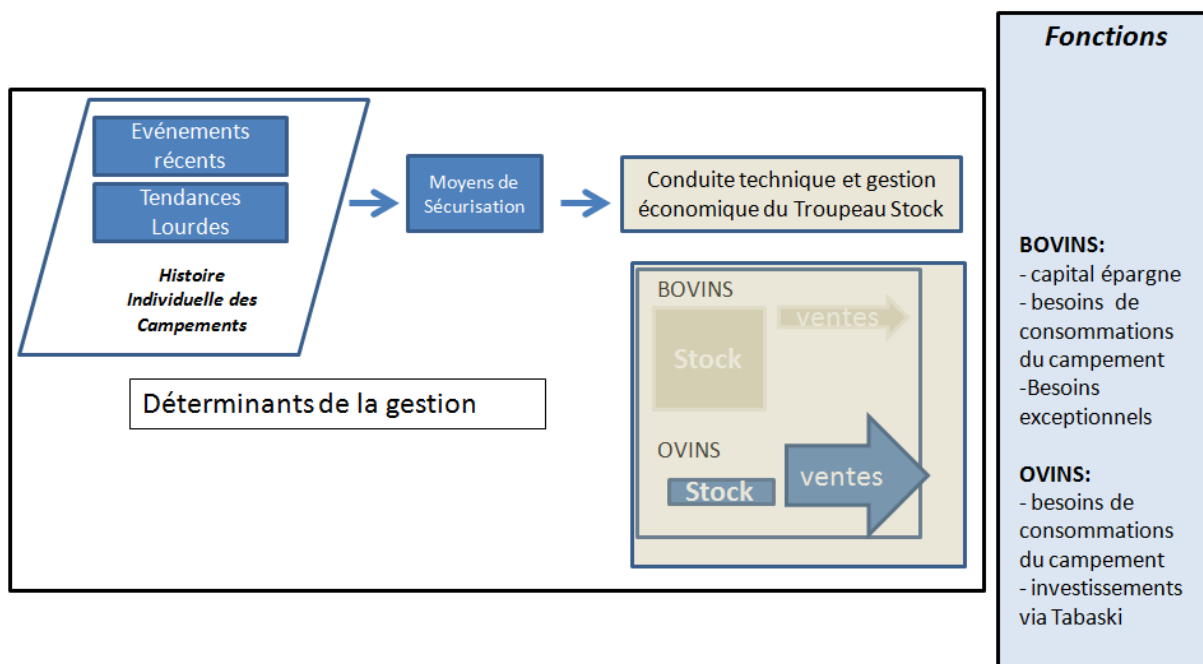 Evénements
récents
Tendances
Lourdes
Histoire
Individuelle des
Campements
Moyens de
Sécurisation
Conduite technique et gestion
économique du Troupeau Stock
Déterminants de la gestion
BOVINS
ventes
Stock
OVINS
Stock
ventes
Fonctions
BOVINS:
- capital épargne
- besoins de
consommations
du campement
-Besoins
exceptionnels
OVINS:
- besoins de
consommations
du campement
- investissements
via Tabaski